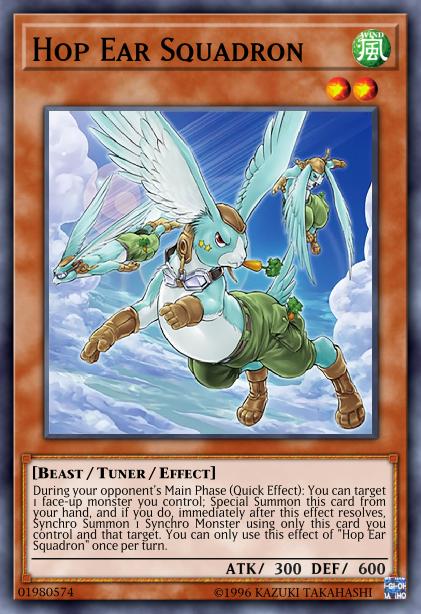 HOP EAR SQUADRON
WIND
風
[BEAST / TUNER / EFFECT]
During your opponent's Main Phase (Quick Effect): You can target
1 face-up monster you control; Special Summon this card from
your hand, and if you do, immediately after this effect resolves,
Synchro Summon 1 Synchro Monster using only this card you
control and that target. You can only use this effect of "Hop Ear
Squadron" once per turn.
ATK/ 300 DEF/ 600
01980574
©1996 KAZUKI TAKAHASHI